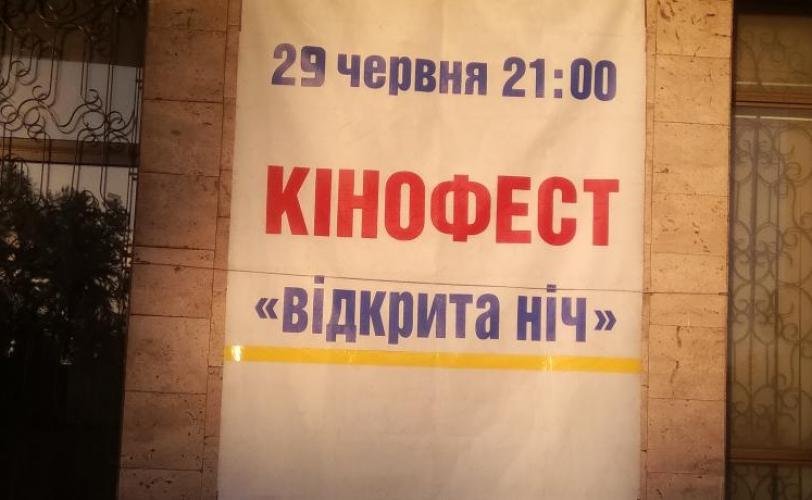 29 червня 21:00
КІНОФЕСТ
«відкрита ніч»